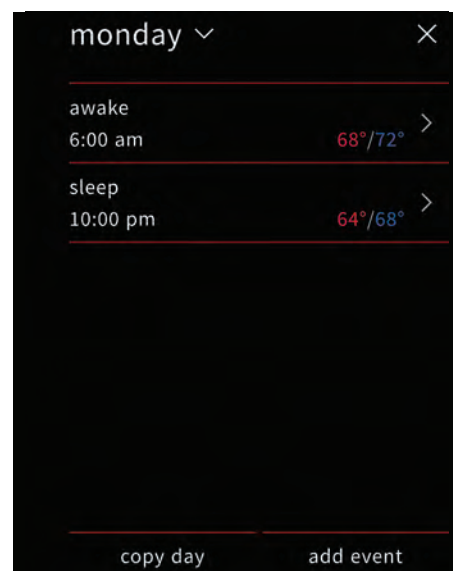 monday
awake
6:00 am 68°/72°
sleep
10:00 pm 64°/68°
copy day add event